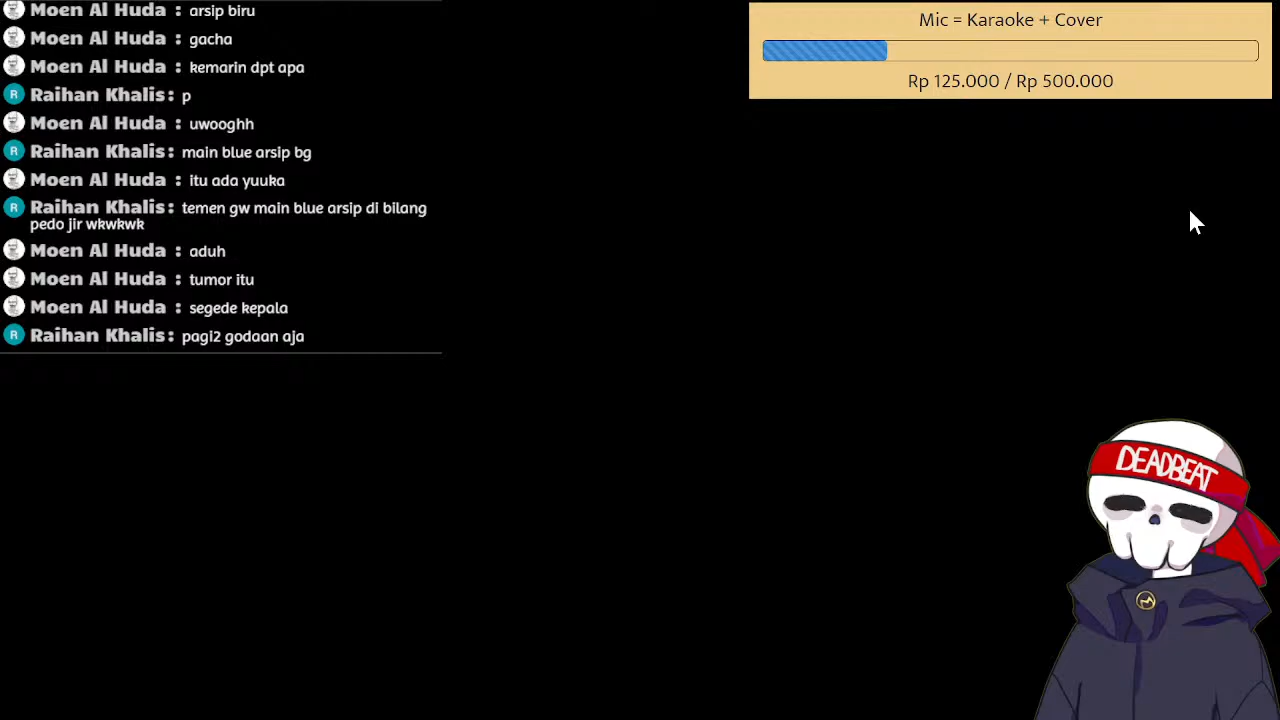 Moen Al Huda : arsip biru
Moen Al Huda : gacha
Moen Al Huda : kemarin dpt apa
R Raihan Khalis: p
Moen Al Huda : uwooghh
R Raihan Khalis: main blue arsip bg
Moen Al Huda : itu ada yuuka
R Raihan Khalis: temen gw main blue arsip di bilang
pedo jir wkwkwk
Moen Al Huda : aduh
Moen Al Huda : tumor itu
Moen Al Huda : segede kepala
R Raihan Khalis: pagi2 godaan aja
Mic = Karaoke + Cover
Rp 125.000 / Rp 500.000
DEADBEAT